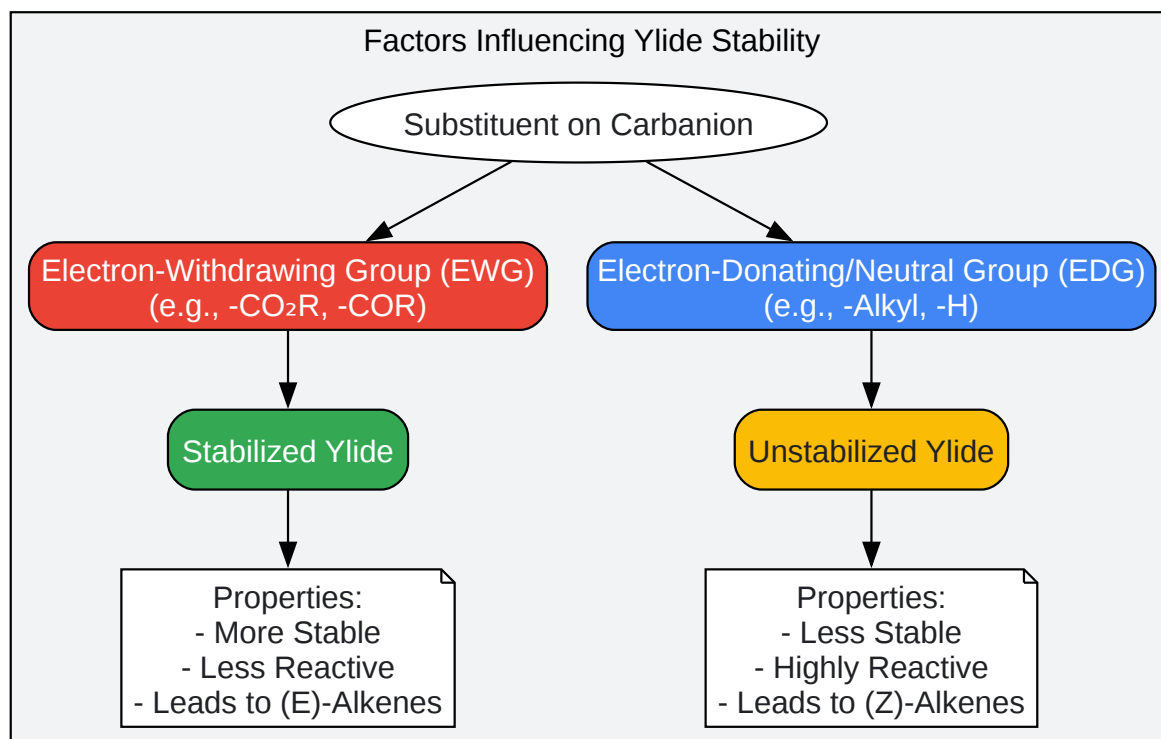 Factors Influencing Ylide Stability
Substituent on Carbanion
Electron-Withdrawing Group (EWG)
(e.g., -CO₂R, -COR)
Electron-Donating/Neutral Group (EDG)
(e.g., -Alkyl, -H)
Stabilized Ylide
Unstabilized Ylide
Properties:
- More Stable
- Less Reactive
- Leads to (E)-Alkenes
Properties:
- Less Stable
- Highly Reactive
- Leads to (Z)-Alkenes